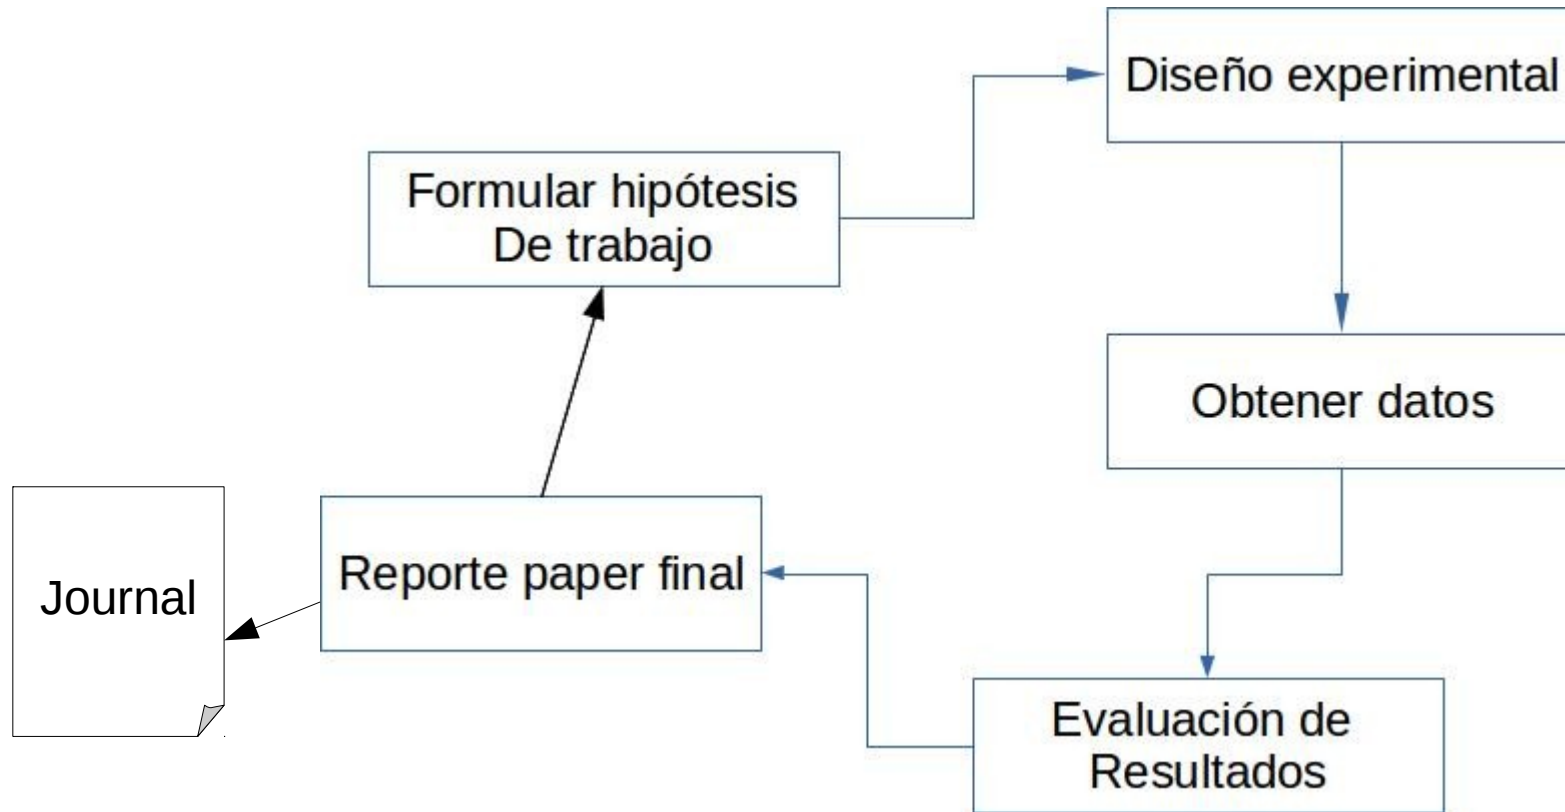 Diseño experimental
Formular hipótesis
De trabajo
Obtener datos
Reporte paper final
Journal
Evaluación de
Resultados